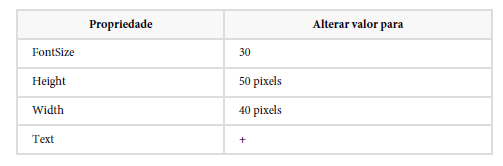 Propriedade Alterar valor para
FontSize 30
Height 50 pixels
Width 40 pixels
Text +